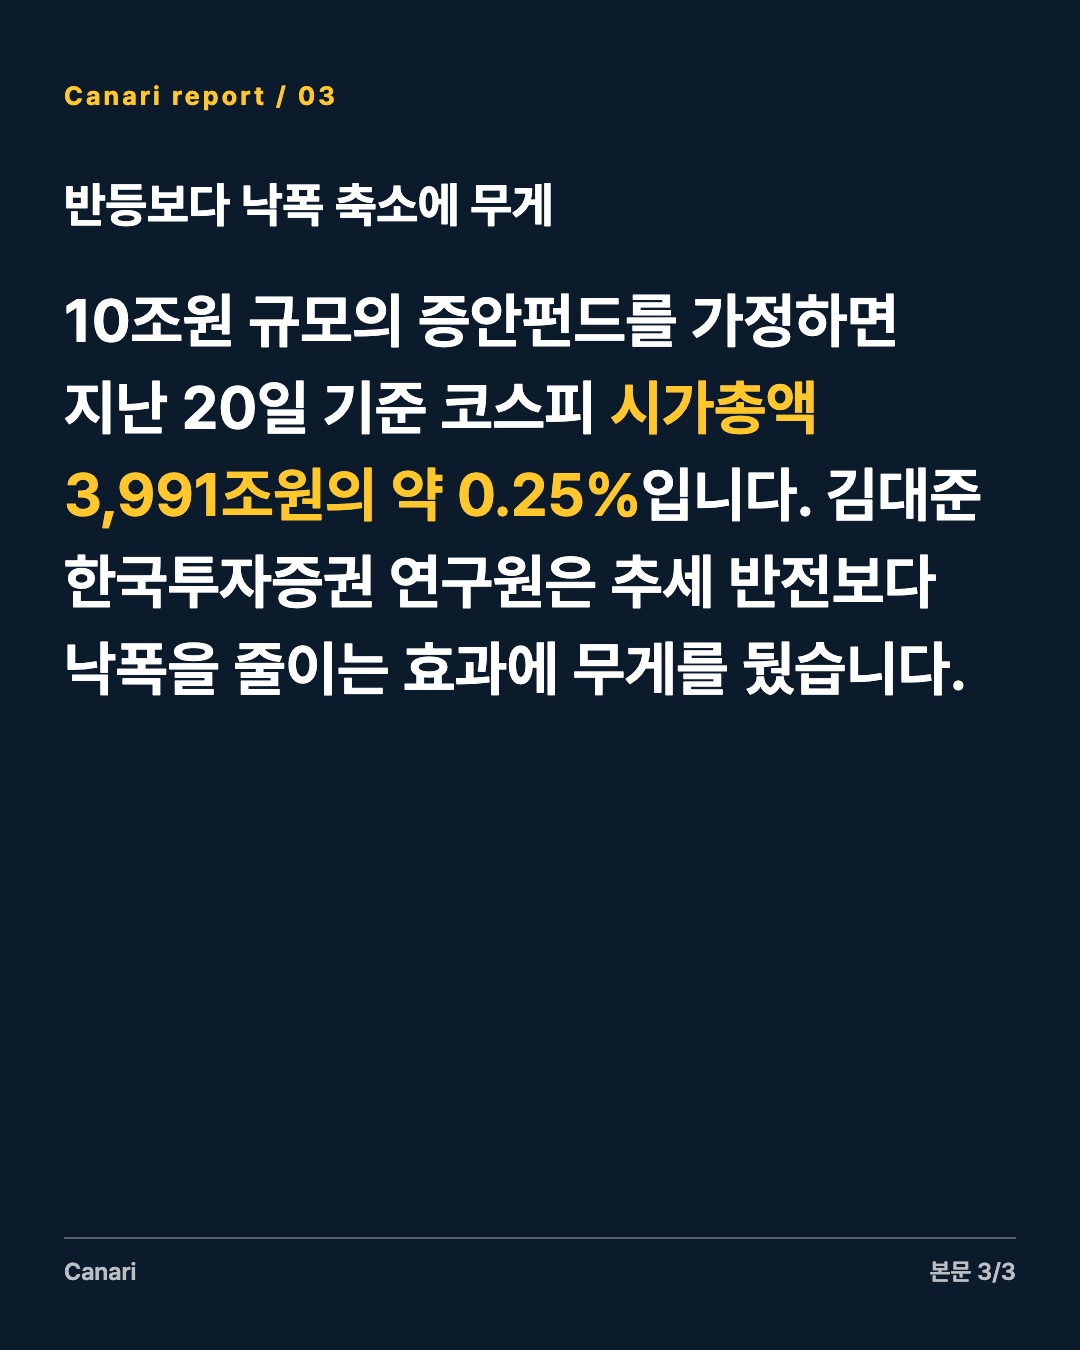 Canari report / 03
반등보다 낙폭 축소에 무게
10조원 규모의 증안펀드를 가정하면
지난 20일 기준 코스피 시가총액
3,991조원의 약 0.25%입니다. 김대준
한국투자증권 연구원은 추세 반전보다
낙폭을 줄이는 효과에 무게를 뒀습니다.
Canari
본문 3/3